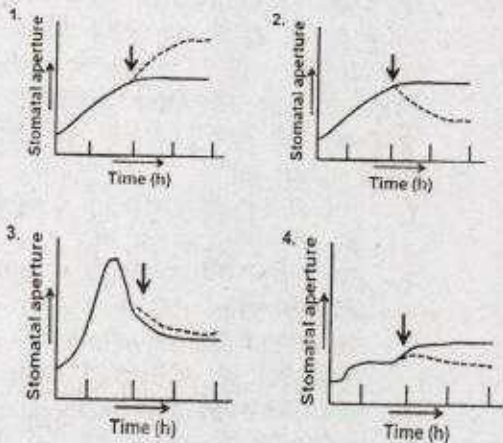 1.
Stomatal aperture
Time (h)
2.
Stomatal aperture
Time (h)
3.
Stomatal aperture
Time (h)
4.
Stomatal aperture
Time (h)